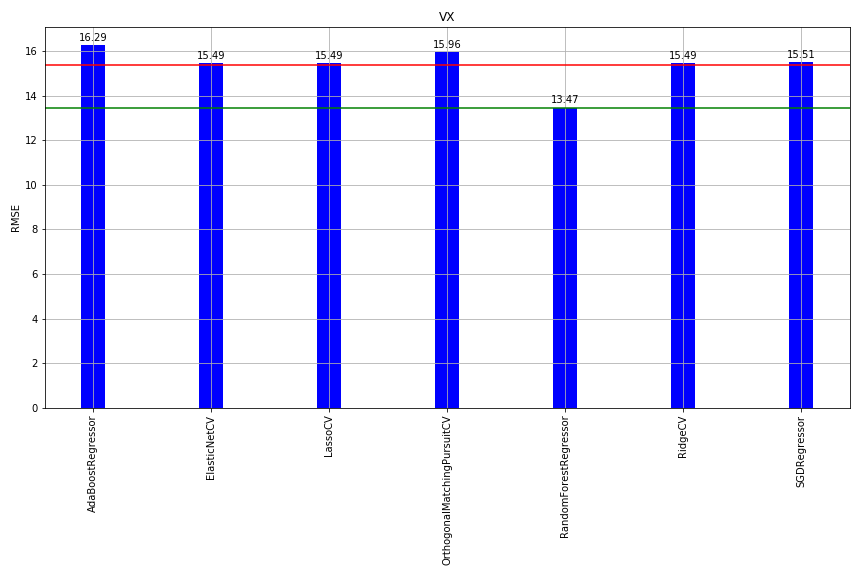 VX
16.29
15.49
15.49
15.96
13.47
15.49
15.51
RMSE
16
14
12
10
8
6
4
2
0
AdaBoostRegressor
ElasticNetCV
LassoCV
OrthogonalMatchingPursuitCV
RandomForestRegressor
RidgeCV
SGDRegressor